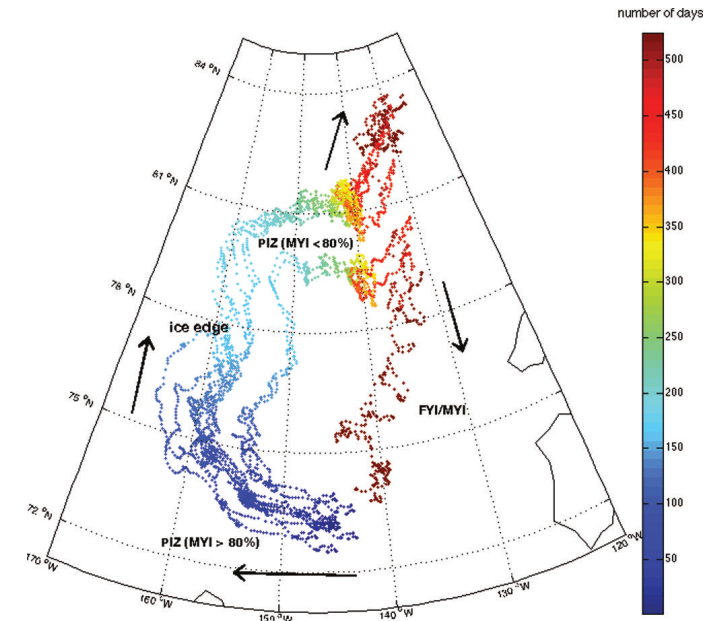 number of days
500
450
400
350
300
250
200
150
100
50
84 °N
81 °N
78 °N
75 °N
72 °N
170 °W
160 °W
150 °W
140 °W
130 °W
120 °W
PIZ (MYI < 80%)
ice edge
FYI/MYI
PIZ (MYI > 80%)